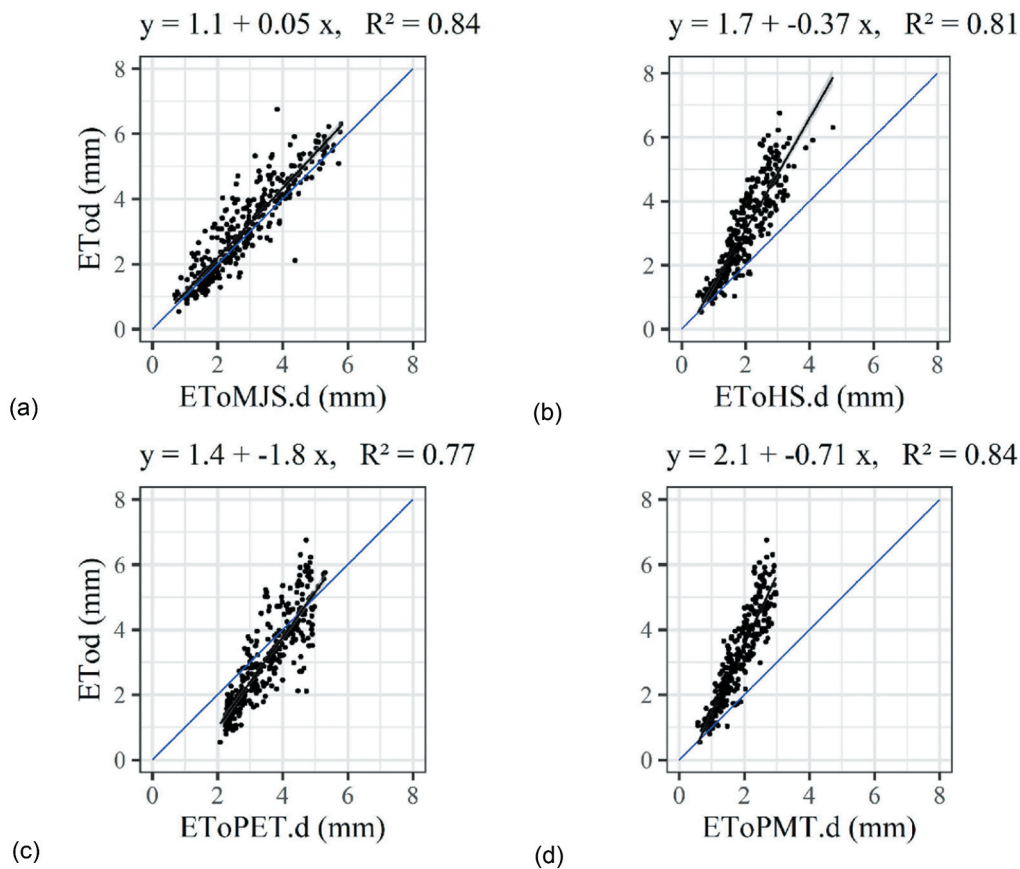 y = 1.1 + 0.05 x, R² = 0.84
8
6
4
2
0
ETod (mm)
0 2 4 6 8
EToMJS.d (mm)
(a)
y = 1.7 + -0.37 x, R² = 0.81
8
6
4
2
0
0 2 4 6 8
EToHS.d (mm)
(b)
y = 1.4 + -1.8 x, R² = 0.77
8
6
4
2
0
ETod (mm)
0 2 4 6 8
EToPET.d (mm)
(c)
y = 2.1 + -0.71 x, R² = 0.84
8
6
4
2
0
0 2 4 6 8
EToPMT.d (mm)
(d)